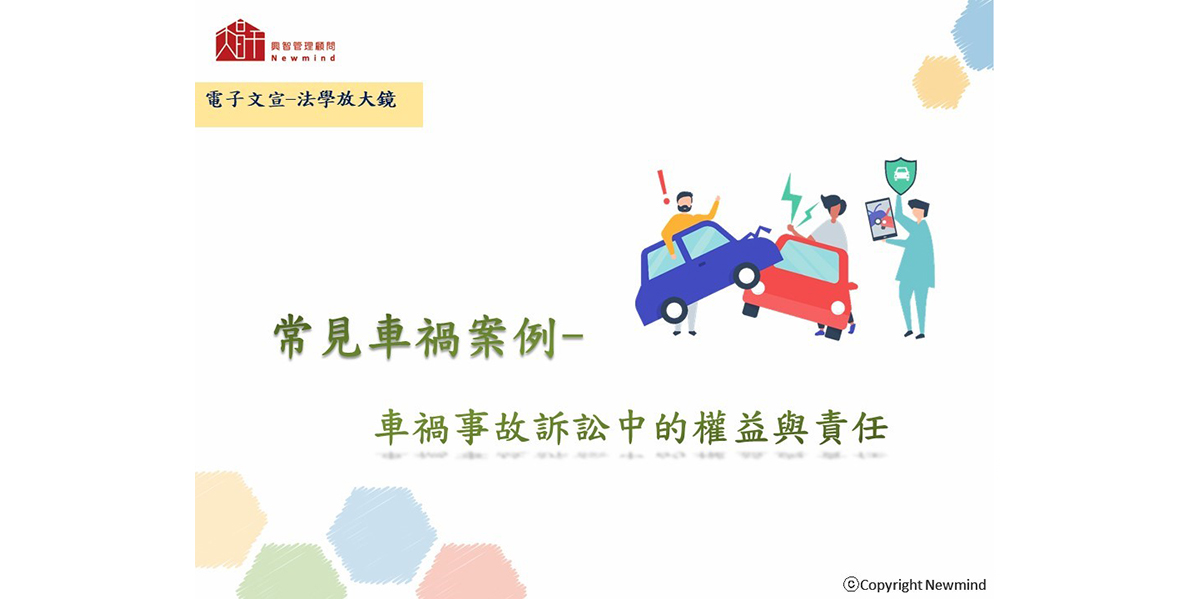 興智管理顧問
Newmind
電子文宣-法學放大鏡
常見車禍案例-
車禍事故訴訟中的權益與責任
©Copyright Newmind